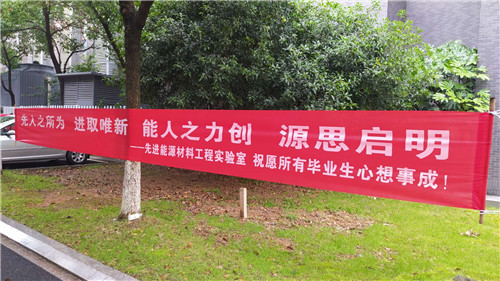 先人之所为 进取唯新 能人之力创 源思启明
——先进能源材料工程实验室 祝愿所有毕业生心想事成！